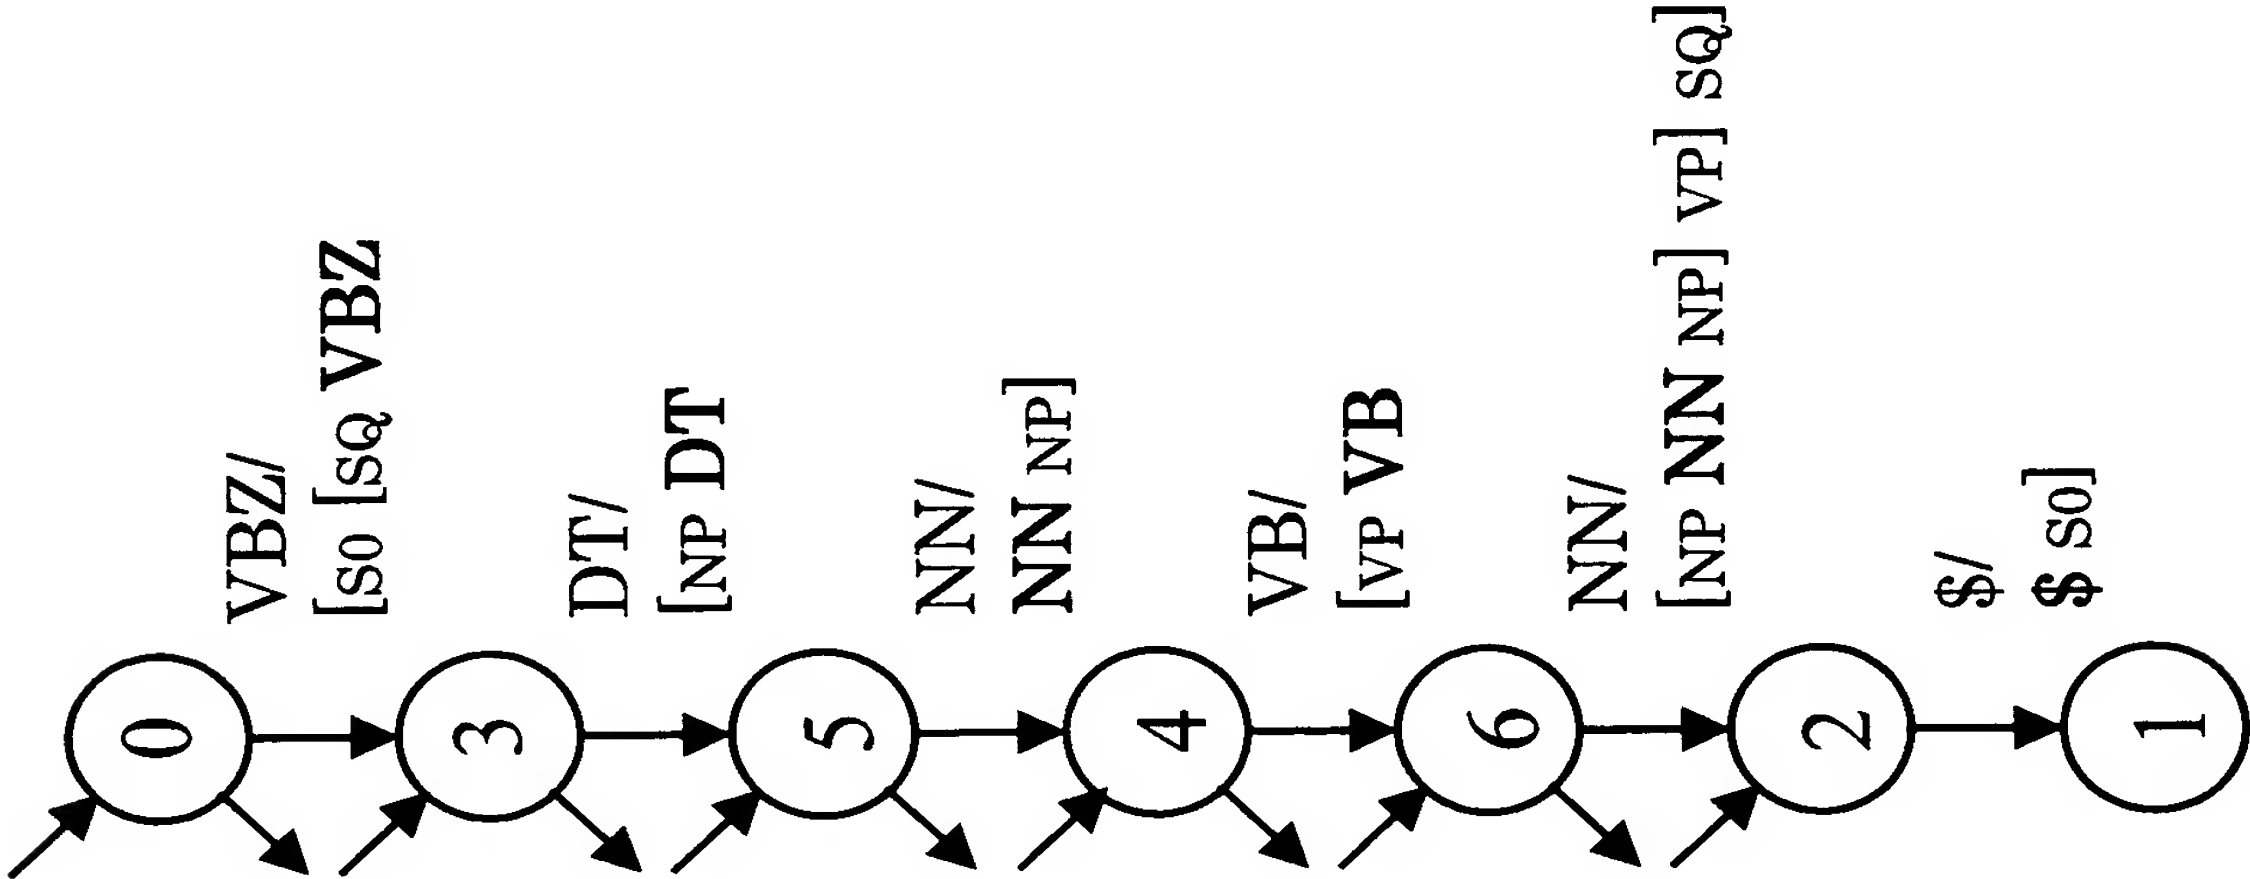 0
VBZ/
[S0 [SQ VBZ
3
DT/
[NP DT
5
NN/
NN NP]
4
VB/
[VP VB
6
NN/
[NP NN NP] VP] SQ]
2
$/
$ S0]
1